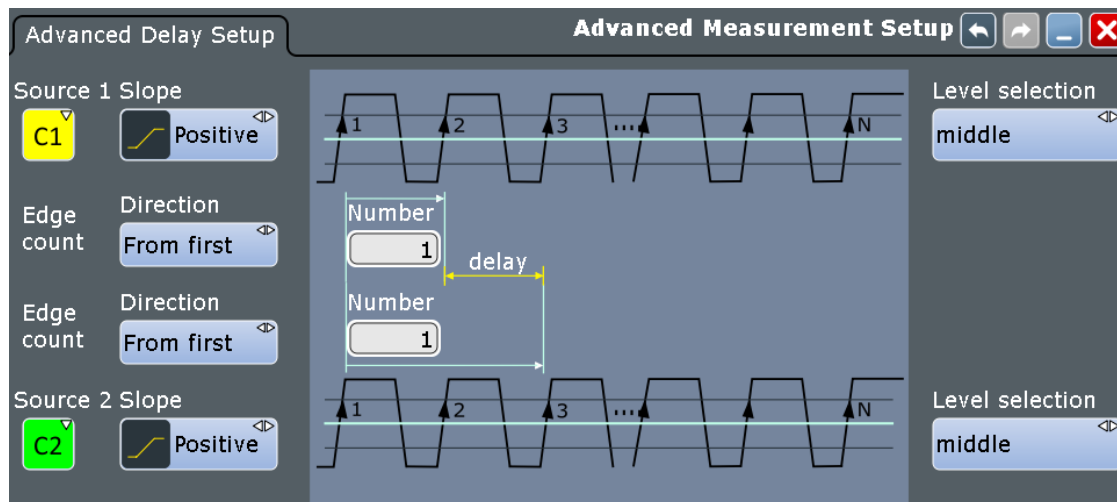 Advanced Delay Setup
Advanced Measurement Setup
Source 1 Slope
Level selection
C1
Positive
1 2 3 .... N
middle
Edge count
Direction
From first
Number
1
delay
Edge count
Direction
From first
Number
1
Source 2 Slope
Level selection
C2
Positive
1 2 3 .... N
middle